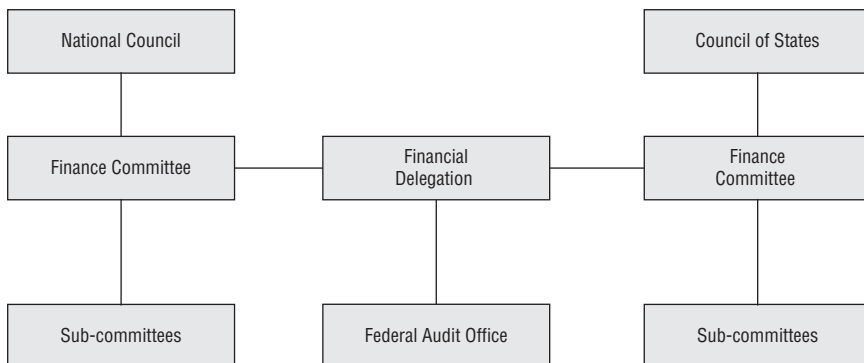 National Council
Council of States
Finance Committee
Financial
Delegation
Finance
Committee
Sub-committees
Federal Audit Office
Sub-committees